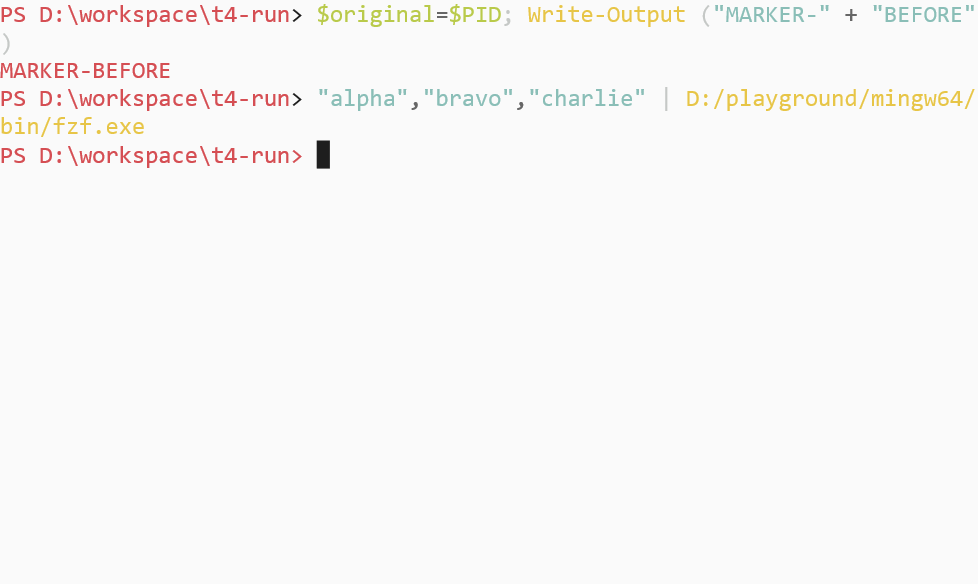 PS D:\workspace\t4-run> $original=$PID; Write-Output ("MARKER-" + "BEFORE"
)
MARKER-BEFORE
PS D:\workspace\t4-run> "alpha","bravo","charlie" | D:/playground/mingw64/
bin/fzf.exe
PS D:\workspace\t4-run>